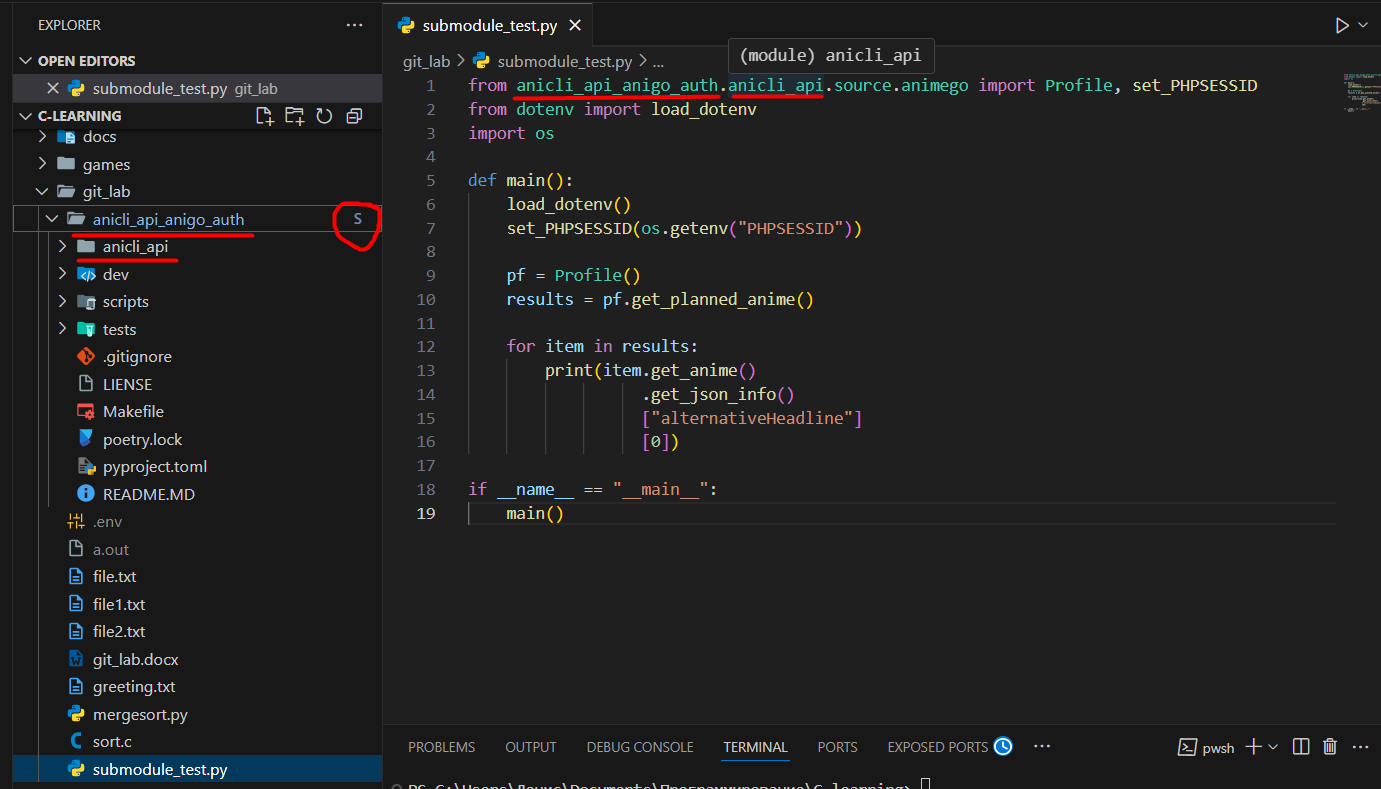 EXPLORER
OPEN EDITORS
submodule_test.py git_lab
C-LEARNING
docs
games
git_lab
anicli_api_anigo_auth S
anicli_api
dev
scripts
tests
.gitignore
LIENSE
Makefile
poetry.lock
pyproject.toml
README.MD
.env
a.out
file.txt
file1.txt
file2.txt
git_lab.docx
greeting.txt
mergesort.py
sort.c
submodule_test.py
submodule_test.py
git_lab > submodule_test.py > ...
(module) anicli_api
1 from anicli_api_anigo_auth.anicli_api.source.animego import Profile, set_PHPSESSID
2 from dotenv import load_dotenv
3 import os
4
5 def main():
6 load_dotenv()
7 set_PHPSESSID(os.getenv("PHPSESSID"))
8
9 pf = Profile()
10 results = pf.get_planned_anime()
11
12 for item in results:
13 print(item.get_anime()
14 .get_json_info()
15 ["alternativeHeadline"]
16 [0])
17
18 if __name__ == "__main__":
19 main()
PROBLEMS OUTPUT DEBUG CONSOLE TERMINAL PORTS EXPOSED PORTS
pwsh
PS C:\Users\Денис\Documents\Программирование\C-learning>